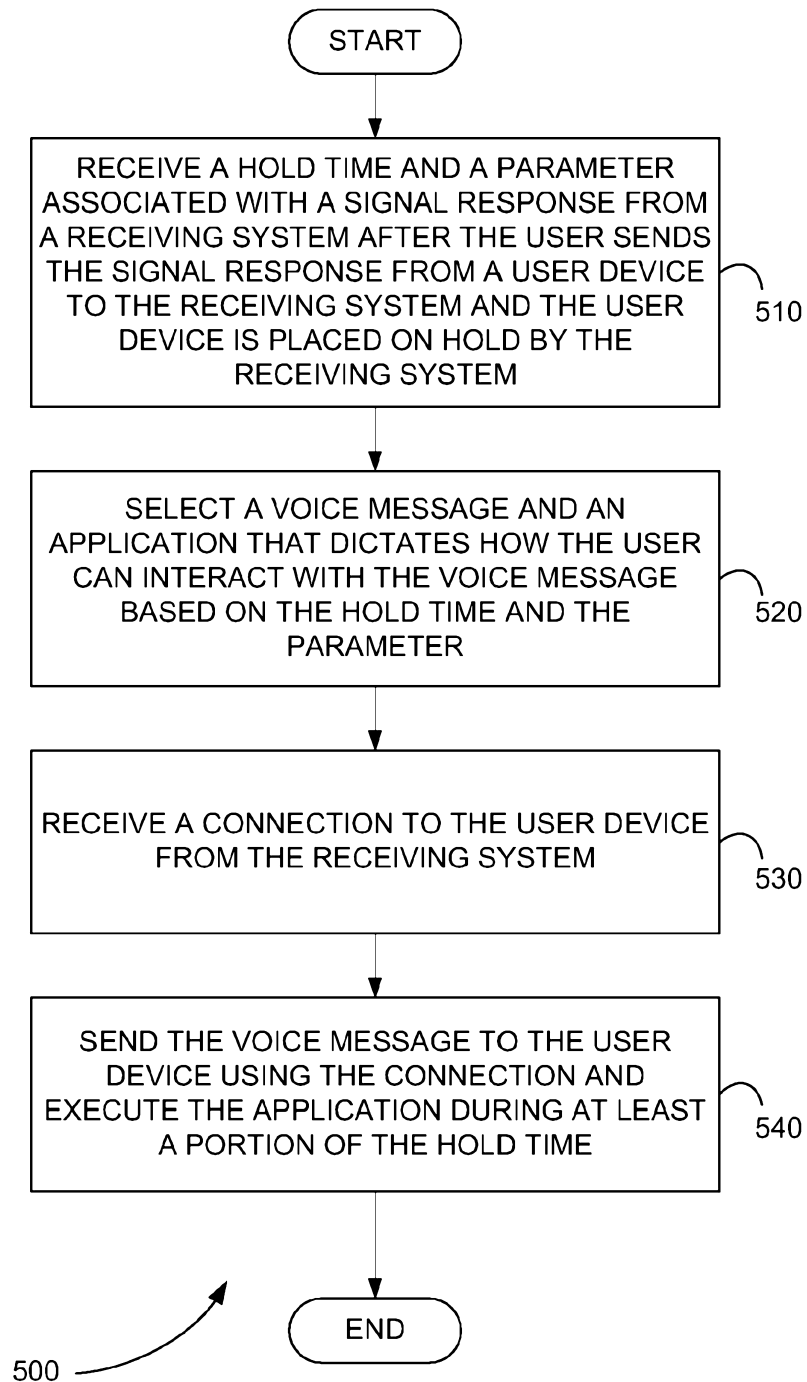 START
RECEIVE A HOLD TIME AND A PARAMETER
ASSOCIATED WITH A SIGNAL RESPONSE FROM
A RECEIVING SYSTEM AFTER THE USER SENDS
THE SIGNAL RESPONSE FROM A USER DEVICE
TO THE RECEIVING SYSTEM AND THE USER
DEVICE IS PLACED ON HOLD BY THE
RECEIVING SYSTEM
510
SELECT A VOICE MESSAGE AND AN
APPLICATION THAT DICTATES HOW THE USER
CAN INTERACT WITH THE VOICE MESSAGE
BASED ON THE HOLD TIME AND THE
PARAMETER
520
RECEIVE A CONNECTION TO THE USER DEVICE
FROM THE RECEIVING SYSTEM
530
SEND THE VOICE MESSAGE TO THE USER
DEVICE USING THE CONNECTION AND
EXECUTE THE APPLICATION DURING AT LEAST
A PORTION OF THE HOLD TIME
540
END
500